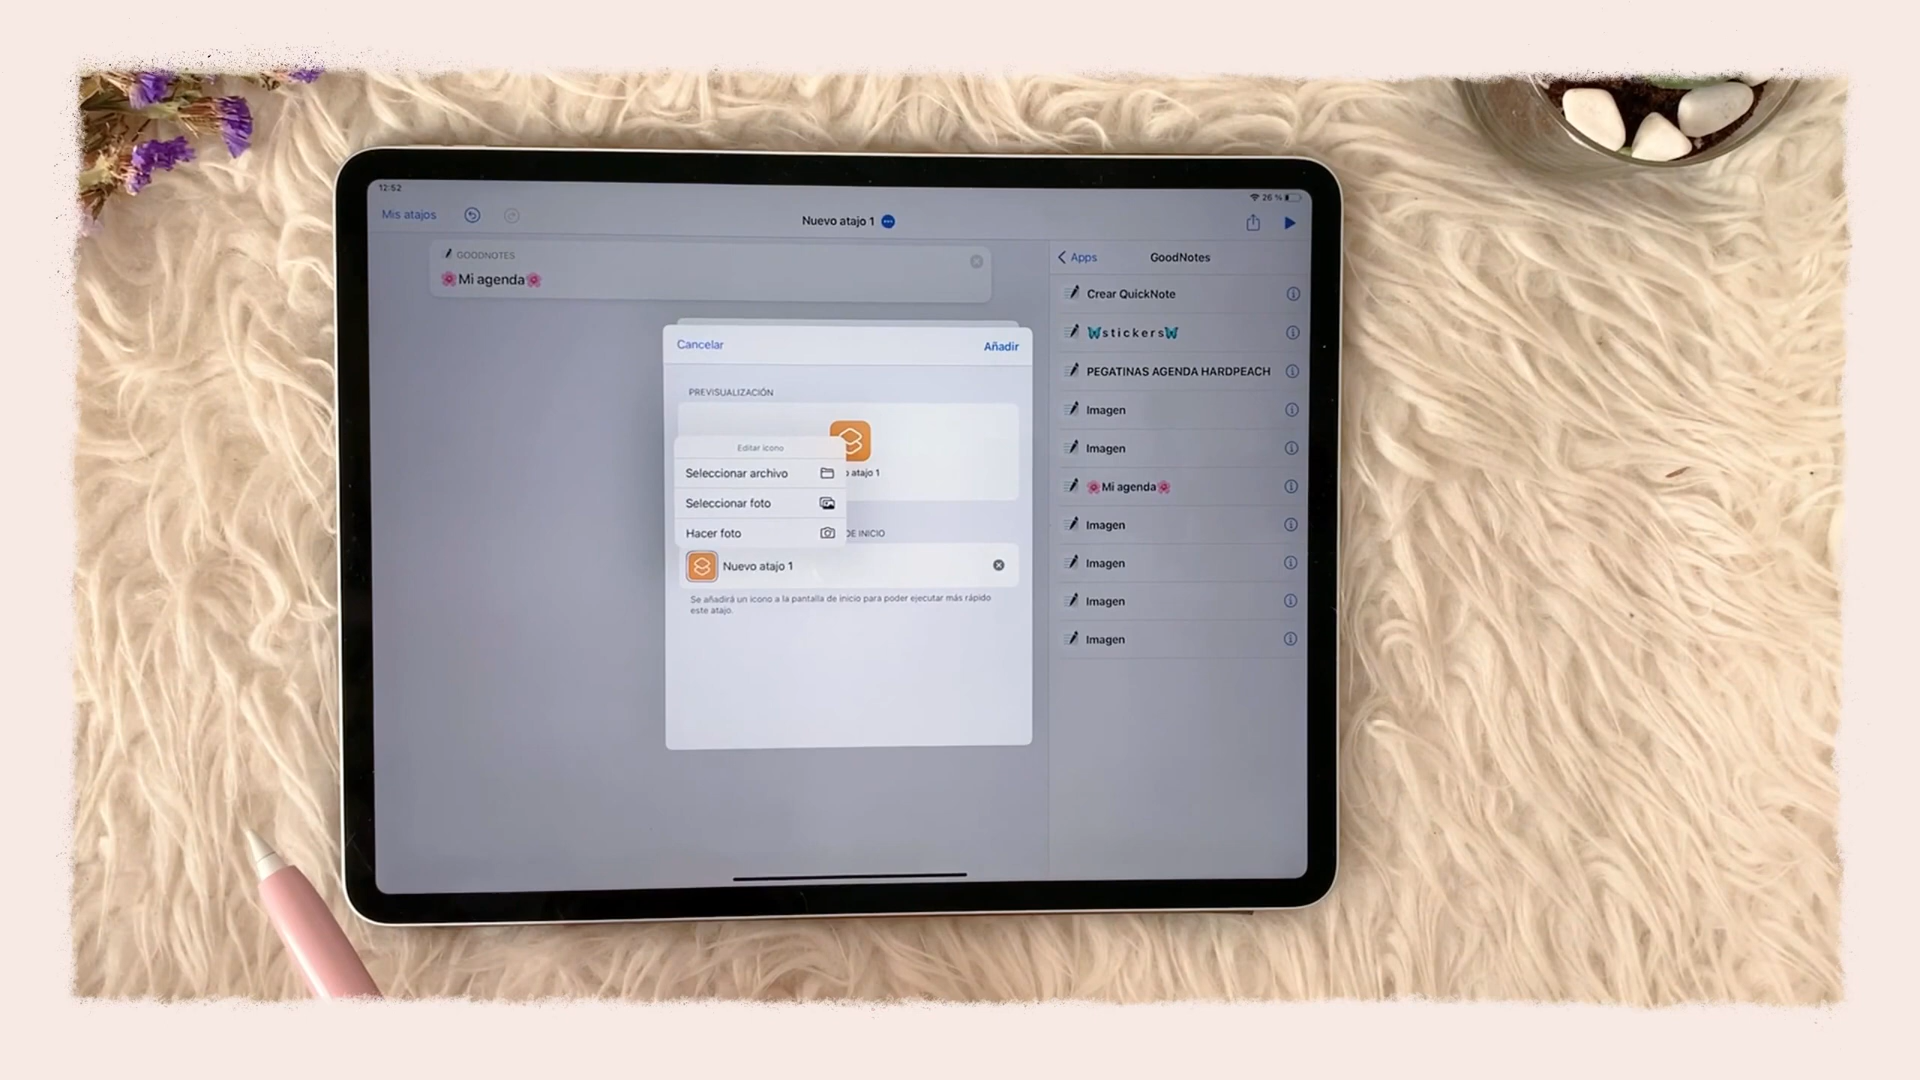 12:52
26 %
Mis atajos
Nuevo atajo 1
GOODNOTES
🌸Mi agenda🌸
Cancelar
Añadir
PREVISUALIZACIÓN
atajo 1
Editar icono
Seleccionar archivo
Seleccionar foto
Hacer foto
DE INICIO
Nuevo atajo 1
Se añadirá un icono a la pantalla de inicio para poder ejecutar más rápido
este atajo.
Apps
GoodNotes
Crear QuickNote
🦋stickers🦋
PEGATINAS AGENDA HARDPEACH
Imagen
Imagen
🌸Mi agenda🌸
Imagen
Imagen
Imagen
Imagen